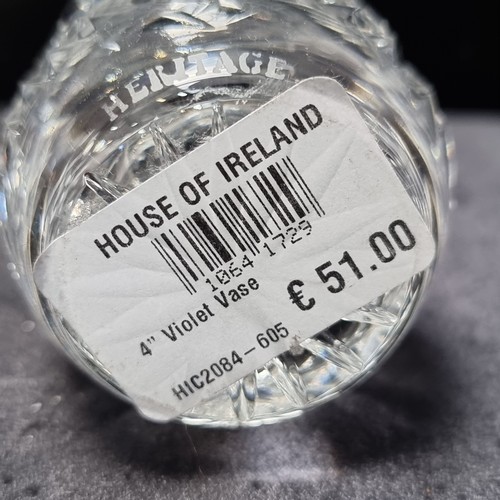 HERITAGE
HOUSE OF IRELAND
1064 1729
4" Violet Vase
€ 51.00
HIC2084-605